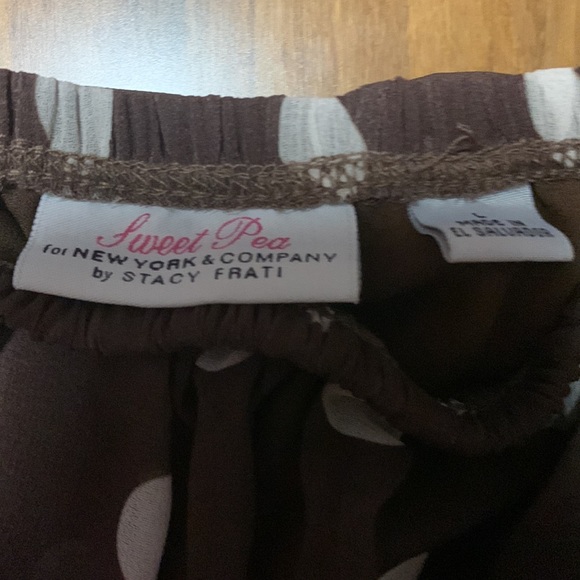 Sweet Pea
for NEW YORK & COMPANY
by STACY FRATI
L
MADE IN
EL SALVADOR